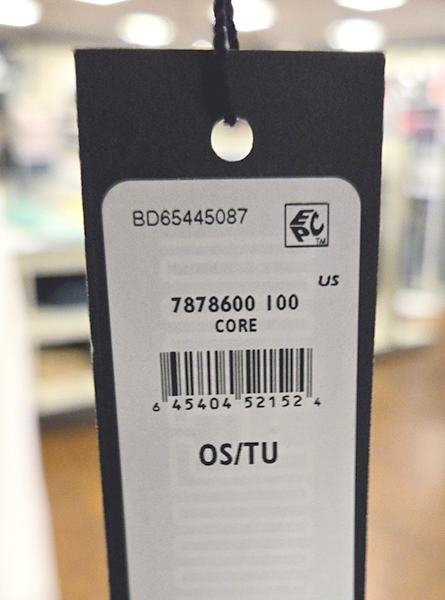 BD65445087
EPC
TM
US
7878600 100
CORE
6 45404 52152 4
OS/TU